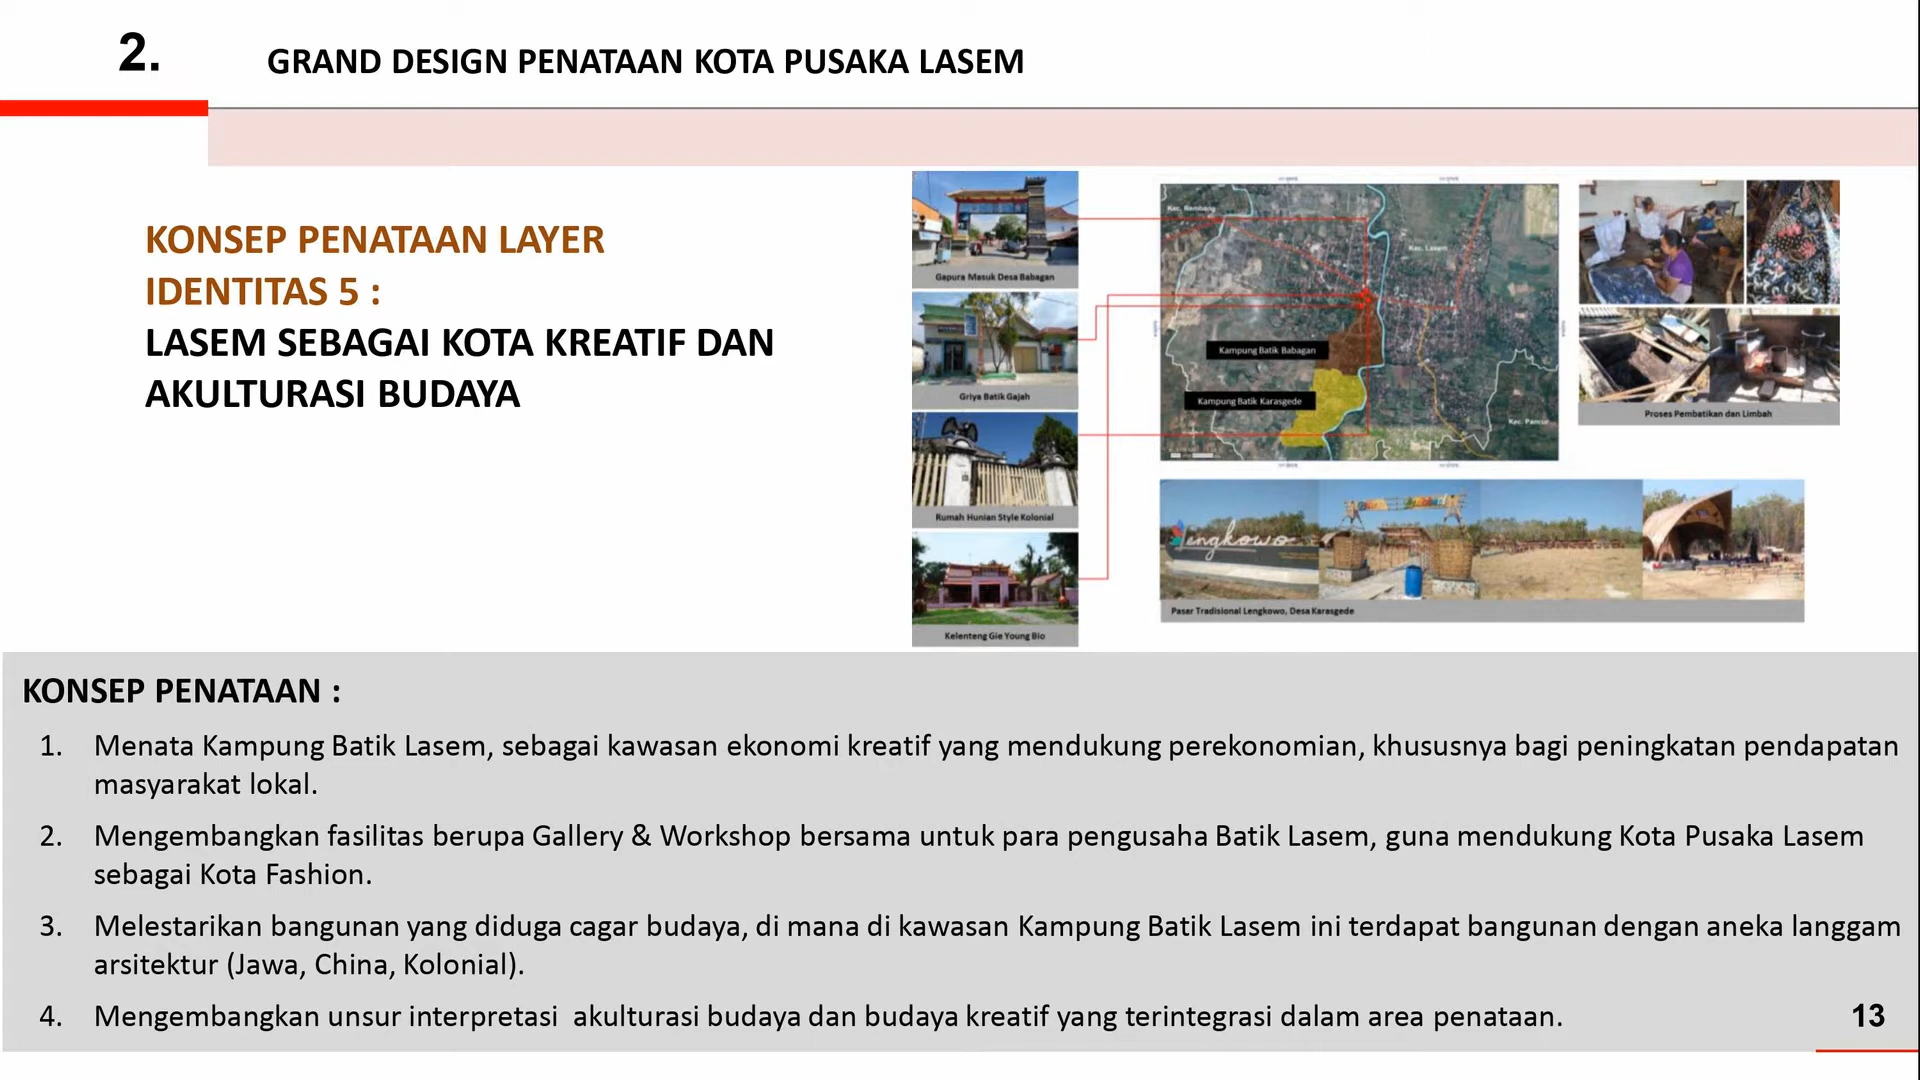 2.
GRAND DESIGN PENATAAN KOTA PUSAKA LASEM
KONSEP PENATAAN LAYER
IDENTITAS 5 :
LASEM SEBAGAI KOTA KREATIF DAN
AKULTURASI BUDAYA
Gapura Masuk Desa Babagan
Griya Batik Gajah
Rumah Hunian Style Kolonial
Kelenteng Gie Young Bio
Kec. Rembang
Kec. Lasem
Kampung Batik Babagan
Kampung Batik Karasgede
Kec. Pancur
Proses Pembatikan dan Limbah
Lengkowo
Pasar Tradisional Lengkowo, Desa Karasgede
KONSEP PENATAAN :
1. Menata Kampung Batik Lasem, sebagai kawasan ekonomi kreatif yang mendukung perekonomian, khususnya bagi peningkatan pendapatan
masyarakat lokal.
2. Mengembangkan fasilitas berupa Gallery & Workshop bersama untuk para pengusaha Batik Lasem, guna mendukung Kota Pusaka Lasem
sebagai Kota Fashion.
3. Melestarikan bangunan yang diduga cagar budaya, di mana di kawasan Kampung Batik Lasem ini terdapat bangunan dengan aneka langgam
arsitektur (Jawa, China, Kolonial).
4. Mengembangkan unsur interpretasi akulturasi budaya dan budaya kreatif yang terintegrasi dalam area penataan.
13